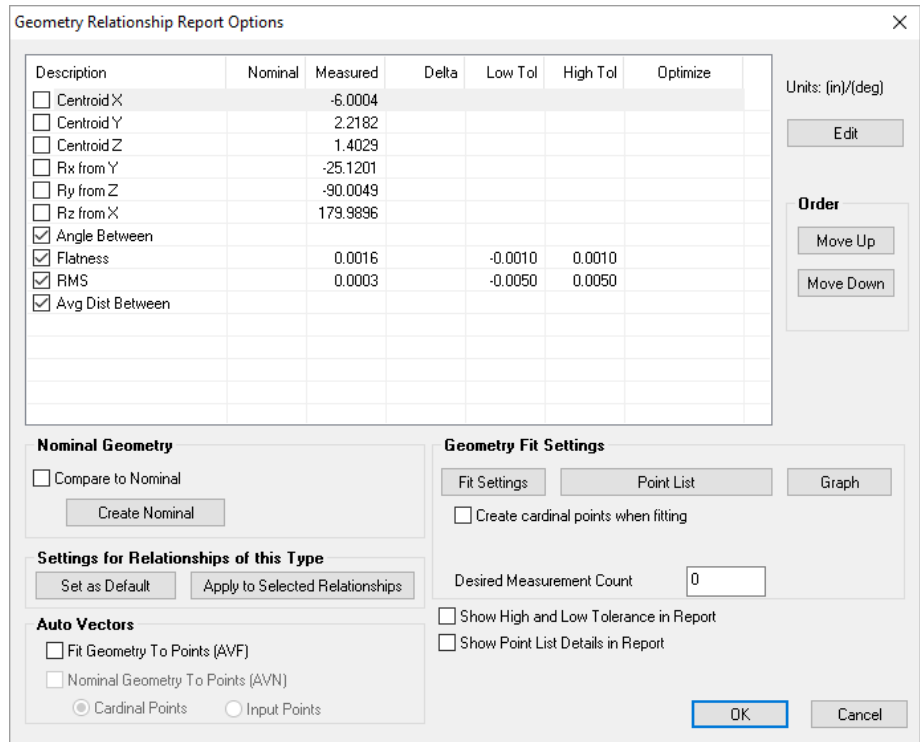 Geometry Relationship Report Options
Description Nominal Measured Delta Low Tol High Tol Optimize
Centroid X -6.0004
Centroid Y 2.2182
Centroid Z 1.4029
Rx from Y -25.1201
Ry from Z -90.0049
Rz from X 179.9896
Angle Between
Flatness 0.0016 -0.0010 0.0010
RMS 0.0003 -0.0050 0.0050
Avg Dist Between
Units: (in)/(deg)
Edit
Order
Move Up
Move Down
Nominal Geometry
Compare to Nominal
Create Nominal
Settings for Relationships of this Type
Set as Default Apply to Selected Relationships
Auto Vectors
Fit Geometry To Points (AVF)
Nominal Geometry To Points (AVN)
Cardinal Points Input Points
Geometry Fit Settings
Fit Settings Point List Graph
Create cardinal points when fitting
Desired Measurement Count 0
Show High and Low Tolerance in Report
Show Point List Details in Report
OK Cancel